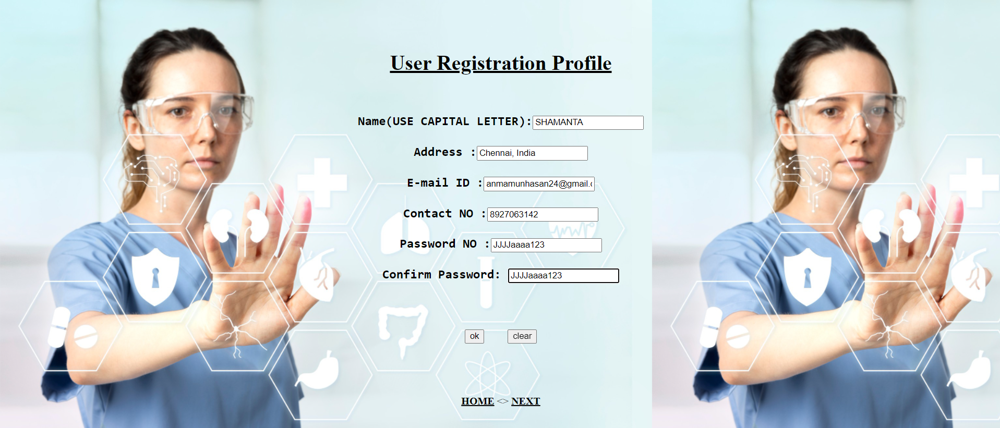 User Registration Profile
Name(USE CAPITAL LETTER): SHAMANTA
Address : Chennai, India
E-mail ID : anmamunhasan24@gmail.
Contact NO : 8927063142
Password NO : JJJJaaaa123
Confirm Password: JJJJaaaa123
ok clear
HOME <> NEXT